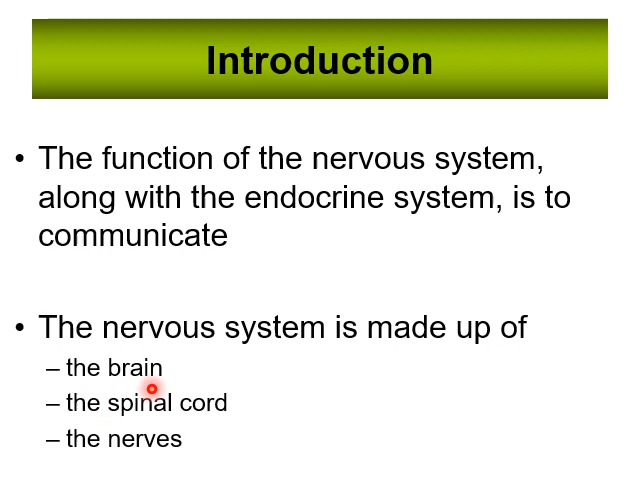 Introduction
• The function of the nervous system,
along with the endocrine system, is to
communicate
• The nervous system is made up of
– the brain
– the spinal cord
– the nerves